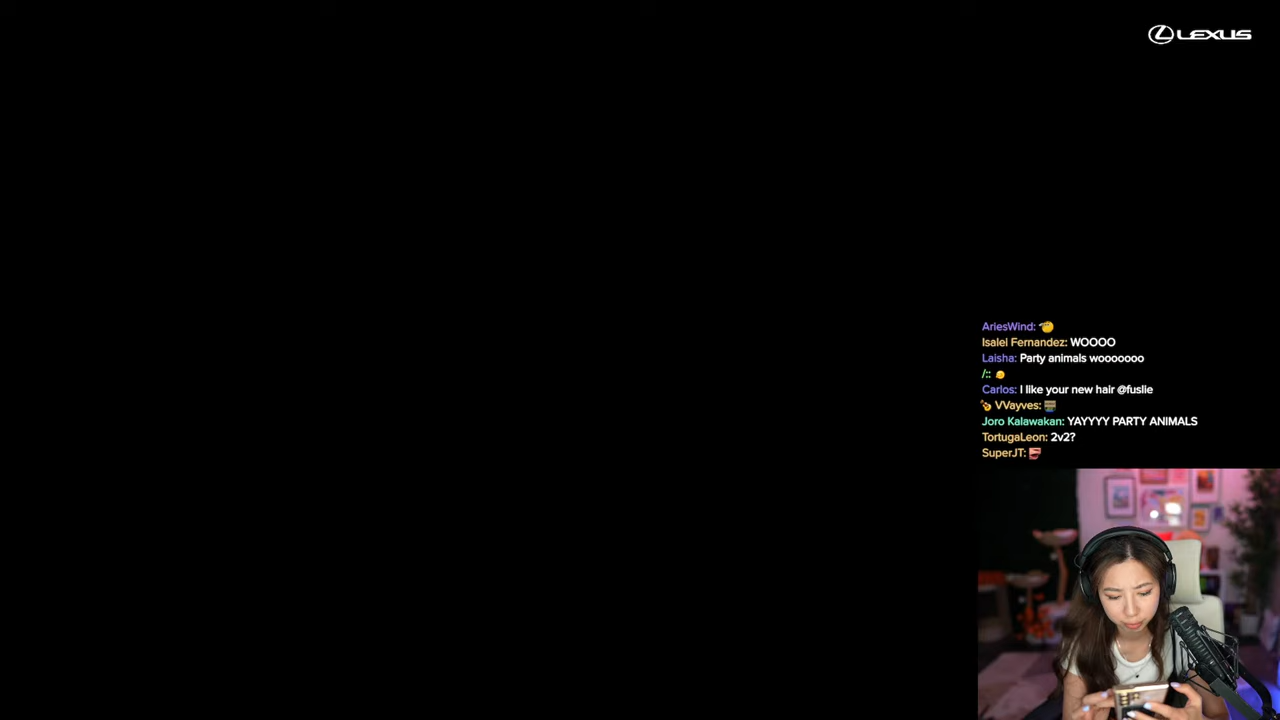 LEXUS
AriesWind:
Isalei Fernandez: WOOOO
Laisha: Party animals wooooooo
/::
Carlos: I like your new hair @fuslie
VVayves:
Joro Kalawakan: YAYYYY PARTY ANIMALS
TortugaLeon: 2v2?
SuperJT: